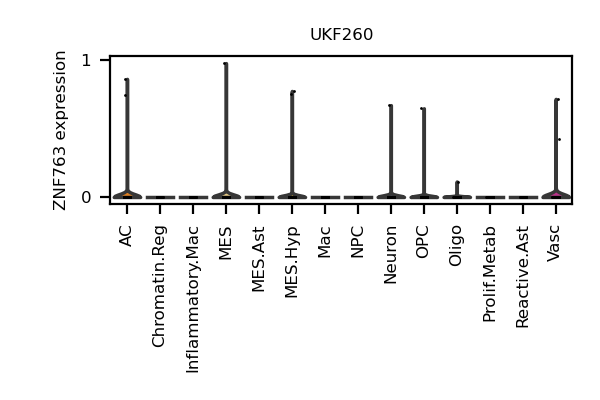 UKF260
ZNF763 expression
1
0
AC
Chromatin.Reg
Inflammatory.Mac
MES
MES.Ast
MES.Hyp
Mac
NPC
Neuron
OPC
Oligo
Prolif.Metab
Reactive.Ast
Vasc